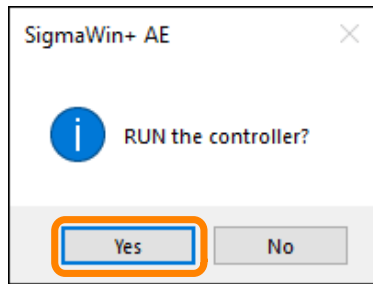 SigmaWin+ AE
RUN the controller?
Yes
No